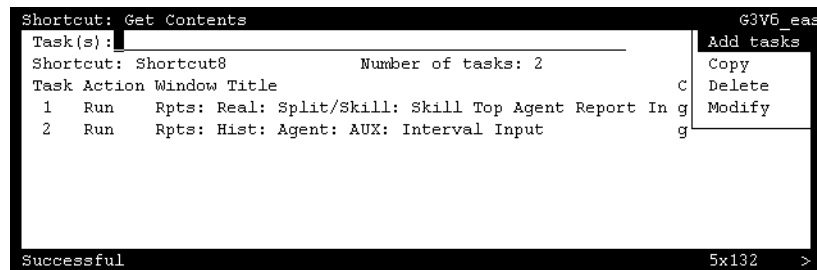 Shortcut: Get Contents G3V6_eas
Task(s): Add tasks
Shortcut: Shortcut8 Number of tasks: 2 Copy
Task Action Window Title C Delete
1 Run Rpts: Real: Split/Skill: Skill Top Agent Report In g Modify
2 Run Rpts: Hist: Agent: AUX: Interval Input g
Successful 5x132 >